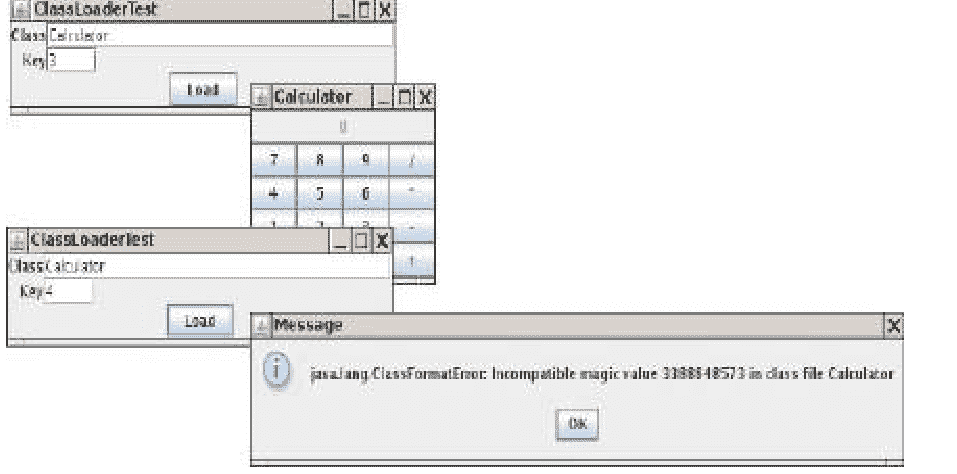 ClassLoaderTest
Class Calculator
Key 3
Load
Calculator
0
7 8 9 /
4 5 6
ClassLoaderTest
Class Calculator
Key 4
Load
Message
java.lang.ClassFormatError: Incompatible magic value in class file Calculator
OK